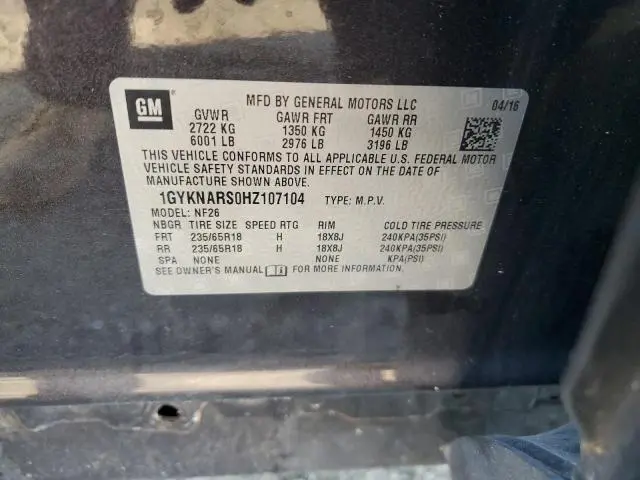 GM
MFD BY GENERAL MOTORS LLC 04/16
GVWR GAWR FRT GAWR RR
2722 KG 1350 KG 1450 KG
6001 LB 2976 LB 3196 LB
THIS VEHICLE CONFORMS TO ALL APPLICABLE U.S. FEDERAL MOTOR
VEHICLE SAFETY STANDARDS IN EFFECT ON THE DATE OF
MANUFACTURE SHOWN ABOVE.
1GYKNARS0HZ107104 TYPE: M.P.V.
MODEL: NF26
NBGR TIRE SIZE SPEED RTG RIM COLD TIRE PRESSURE
FRT 235/65R18 H 18X8J 240KPA(35PSI)
RR 235/65R18 H 18X8J 240KPA(35PSI)
SPA NONE NONE KPA(PSI)
SEE OWNER'S MANUAL FOR MORE INFORMATION.